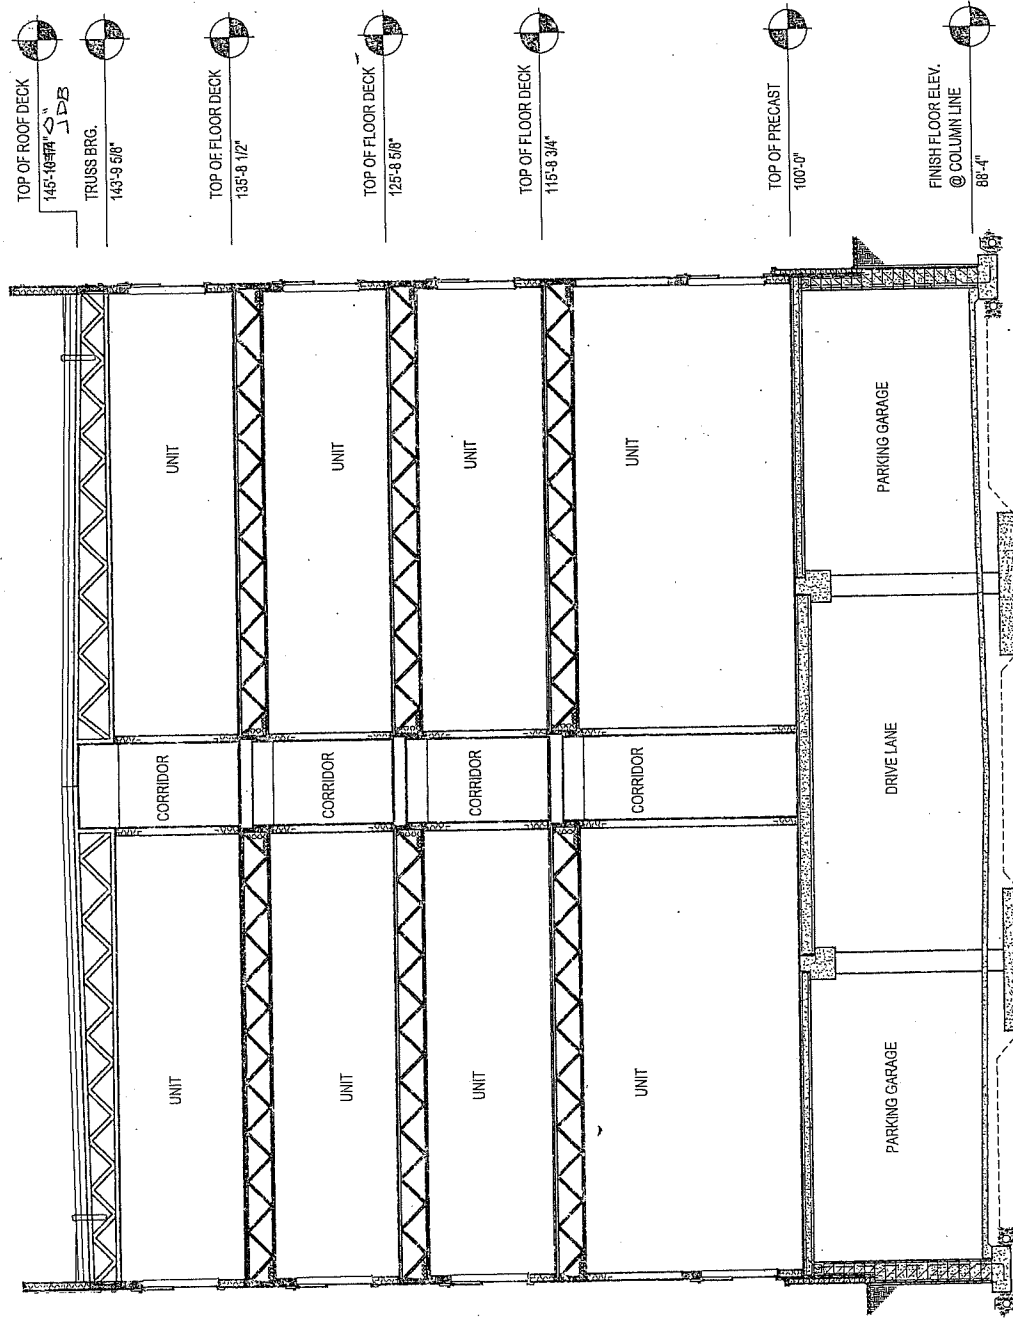 TOP OF ROOF DECK
145'-10
0"
JDB
TRUSS BRG.
143'-9 5/8"
TOP OF FLOOR DECK
135'-8 1/2"
TOP OF FLOOR DECK
125'-8 5/8"
TOP OF FLOOR DECK
115'-8 3/4"
TOP OF PRECAST
100'-0"
FINISH FLOOR ELEV.
@ COLUMN LINE
88'-4"
UNIT
UNIT
UNIT
UNIT
PARKING GARAGE
CORRIDOR
CORRIDOR
CORRIDOR
CORRIDOR
DRIVE LANE
UNIT
UNIT
UNIT
UNIT
PARKING GARAGE